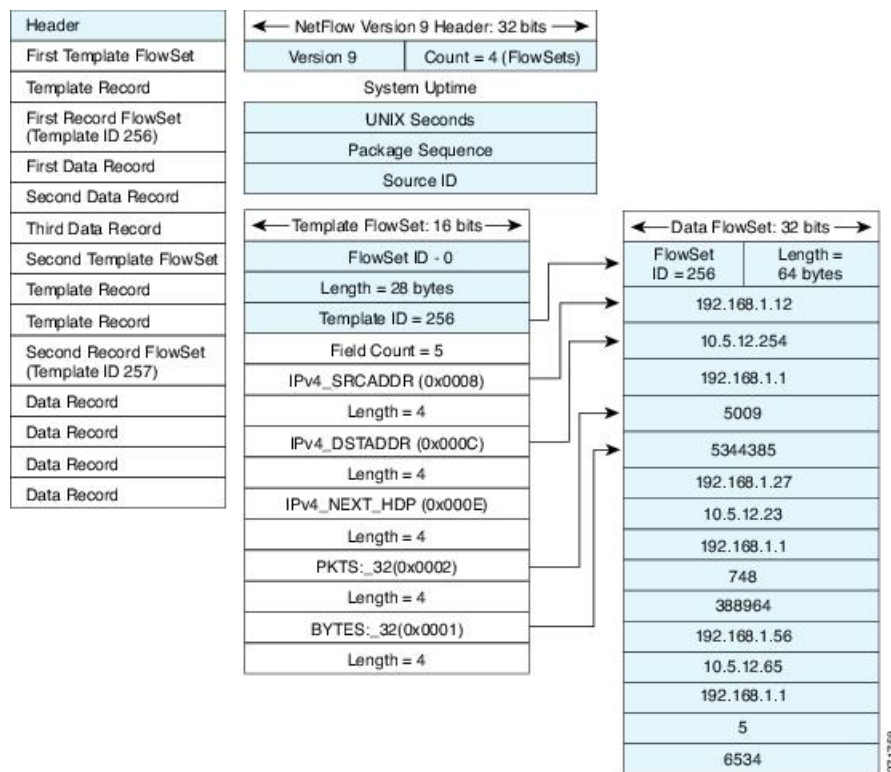 Header
First Template FlowSet
Template Record
First Record FlowSet
(Template ID 256)
First Data Record
Second Data Record
Third Data Record
Second Template FlowSet
Template Record
Template Record
Second Record FlowSet
(Template ID 257)
Data Record
Data Record
Data Record
Data Record
NetFlow Version 9 Header: 32 bits
Version 9
Count = 4 (FlowSets)
System Uptime
UNIX Seconds
Package Sequence
Source ID
Template FlowSet: 16 bits
FlowSet ID - 0
Length = 28 bytes
Template ID = 256
Field Count = 5
IPv4_SRCADDR (0x0008)
Length = 4
IPv4_DSTADDR (0x000C)
Length = 4
IPv4_NEXT_HDP (0x000E)
Length = 4
PKTS:_32(0x0002)
Length = 4
BYTES:_32(0x0001)
Length = 4
Data FlowSet: 32 bits
FlowSet
ID = 256
Length =
64 bytes
192.168.1.12
10.5.12.254
192.168.1.1
5009
5344385
192.168.1.27
10.5.12.23
192.168.1.1
748
388964
192.168.1.56
10.5.12.65
192.168.1.1
5
6534